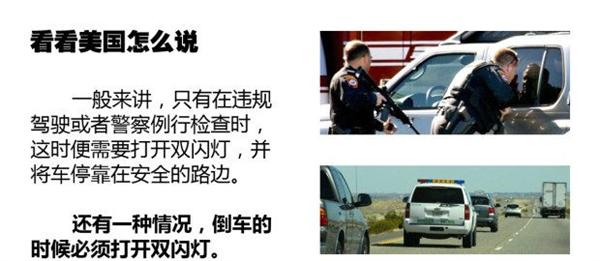 看看美国怎么说
一般来讲，只有在违规
驾驶或者警察例行检查时，
这时便需要打开双闪灯，并
将车停靠在安全的路边。
还有一种情况，倒车的
时候必须打开双闪灯。